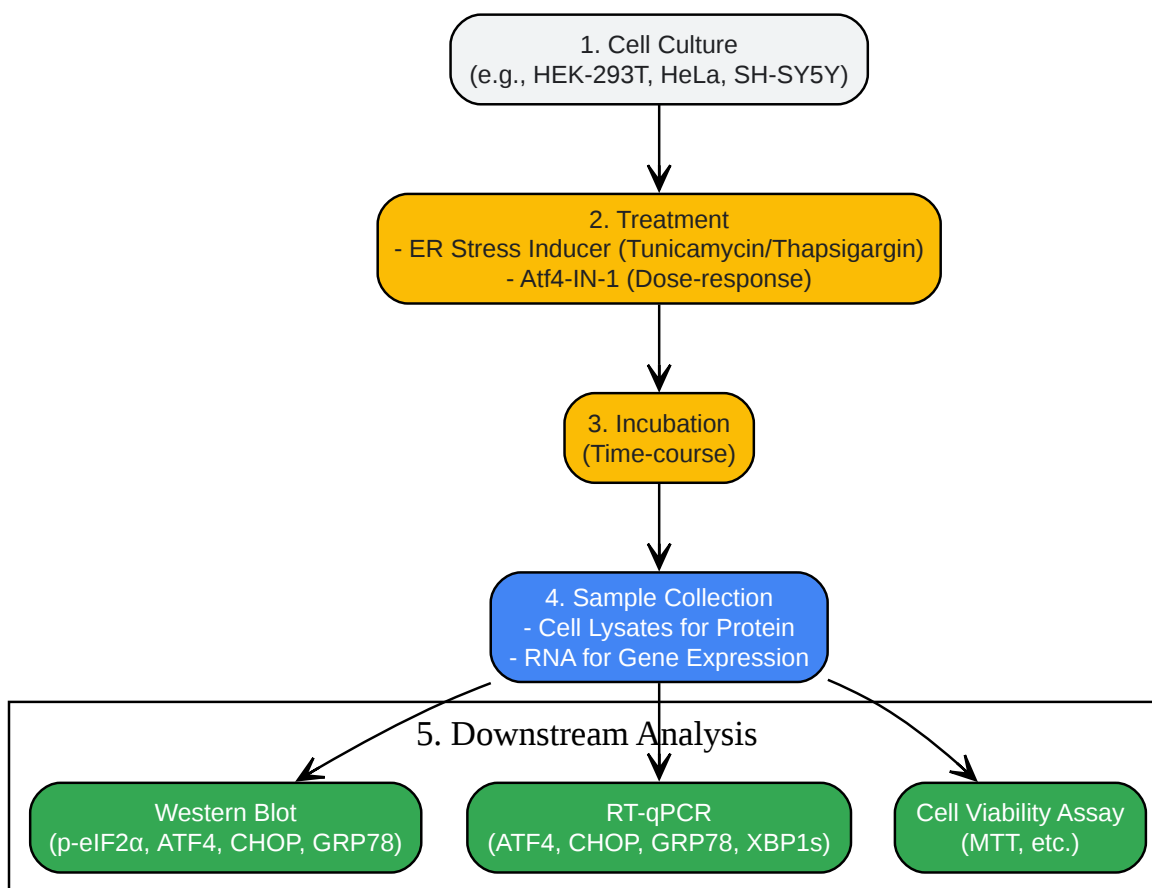 1. Cell Culture
(e.g., HEK-293T, HeLa, SH-SY5Y)
2. Treatment
- ER Stress Inducer (Tunicamycin/Thapsigargin)
- Atf4-IN-1 (Dose-response)
3. Incubation
(Time-course)
4. Sample Collection
- Cell Lysates for Protein
- RNA for Gene Expression
5. Downstream Analysis
Western Blot
(p-eIF2α, ATF4, CHOP, GRP78)
RT-qPCR
(ATF4, CHOP, GRP78, XBP1s)
Cell Viability Assay
(MTT, etc.)